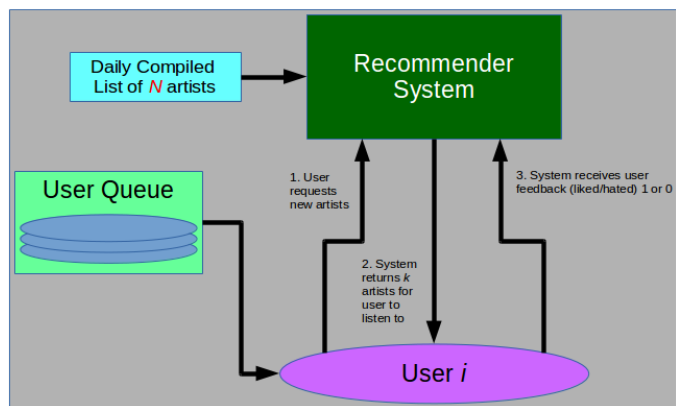 Daily Compiled
List of N artists
Recommender
System
User Queue
1. User
requests
new artists
3. System receives user
feedback (liked/hated) 1 or 0
2. System
returns k
artists for
user to
listen to
User i